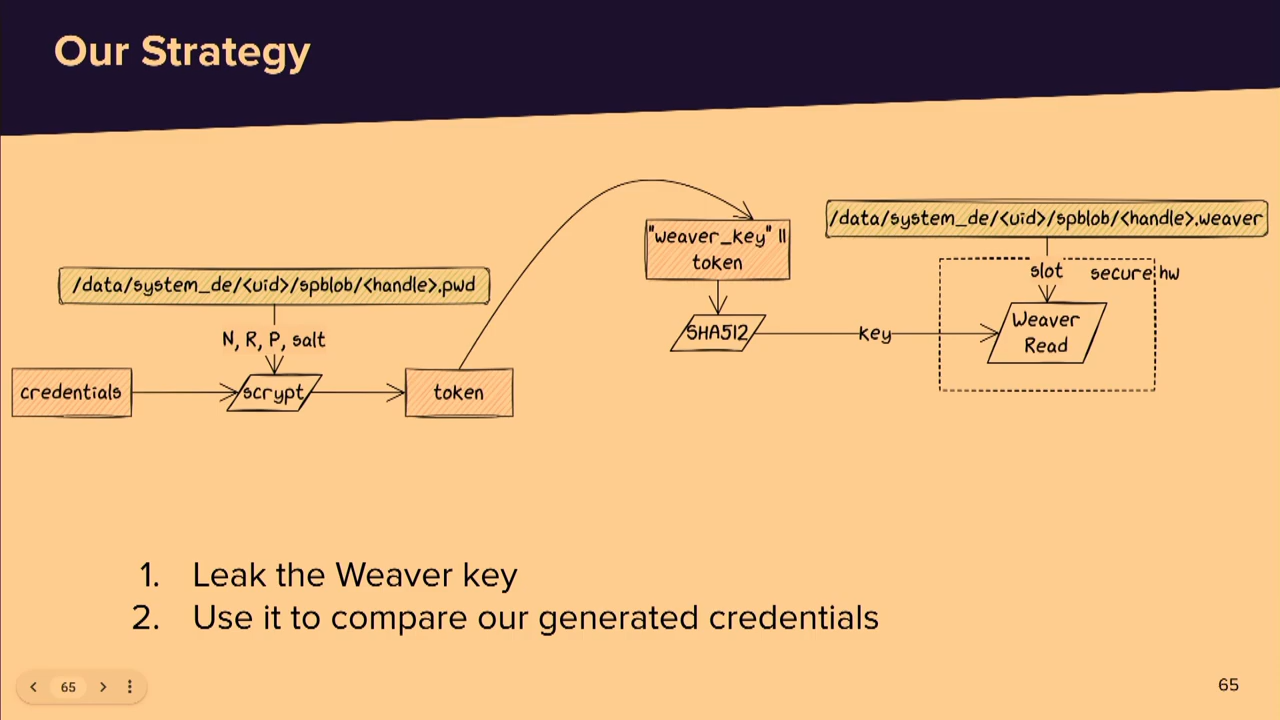 Our Strategy
/data/system_de/<uid>/spblob/<handle>.pwd
N, R, P, salt
credentials
scrypt
token
"weaver_key" ||
token
SHA512
key
/data/system_de/<uid>/spblob/<handle>.weaver
slot
secure hw
Weaver
Read
1. Leak the Weaver key
2. Use it to compare our generated credentials
65
65